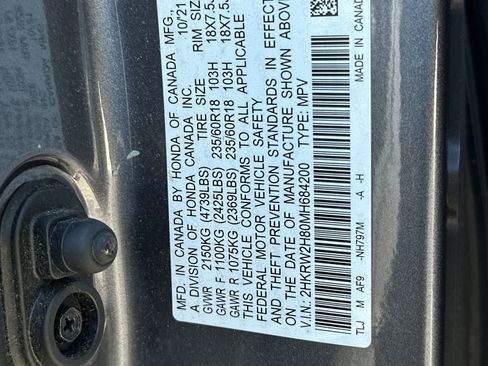 MFD. IN CANADA BY HONDA OF CANADA MFG.,
A DIVISION OF HONDA CANADA INC. 10/'21
TIRE SIZE RIM SIZE
GVWR 2150KG (4739LBS)
GAWR F 1100KG (2425LBS) 235/60R18 103H 18X7.5
GAWR R 1075KG (2369LBS) 235/60R18 103H 18X7.5
THIS VEHICLE CONFORMS TO ALL APPLICABLE
FEDERAL MOTOR VEHICLE SAFETY
AND THEFT PREVENTION STANDARDS IN EFFECT
ON THE DATE OF MANUFACTURE SHOWN ABOVE
V.I.N.: 2HKRW2H80MH684200 TYPE: MPV
TLJ M AF9 -NH797M -A -H MADE IN CANADA